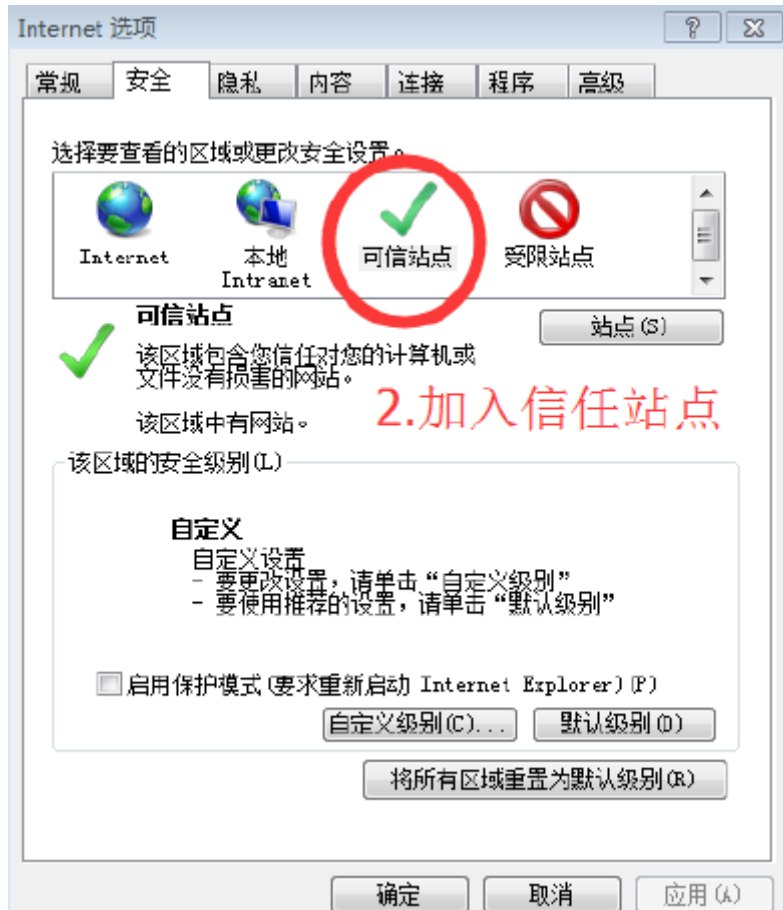 Internet 选项
常规 安全 隐私 内容 连接 程序 高级
选择要查看的区域或更改安全设置。
Internet 本地 Intranet 可信站点 受限站点
可信站点
站点(S)
该区域包含您信任对您的计算机或
文件没有损害的网站。
2.加入信任站点
该区域中有网站。
该区域的安全级别(L)
自定义
自定义设置
- 要更改设置，请单击“自定义级别”
- 要使用推荐的设置，请单击“默认级别”
启用保护模式(要求重新启动 Internet Explorer)(P)
自定义级别(C)... 默认级别(D)
将所有区域重置为默认级别(R)
确定 取消 应用(A)